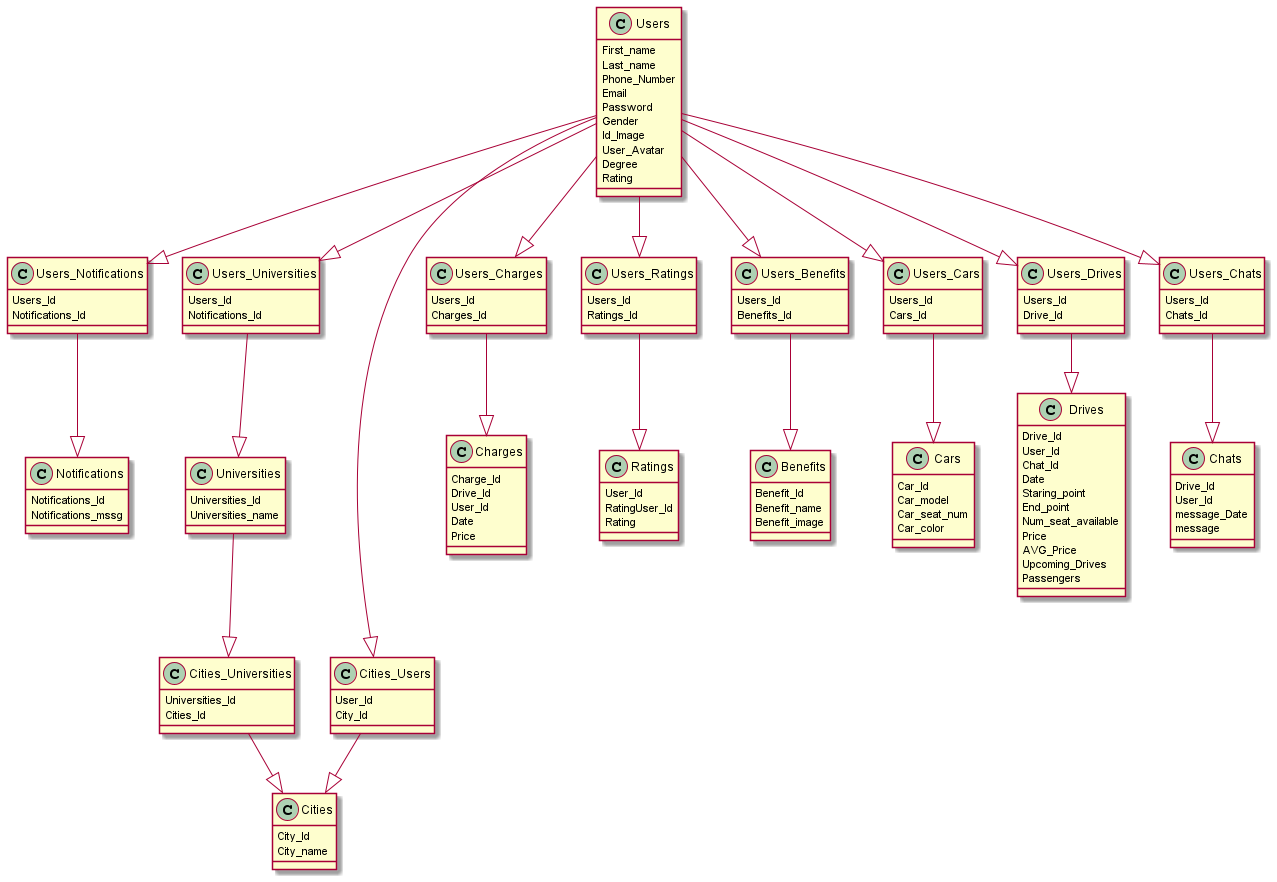 C Users
First_name
Last_name
Phone_Number
Email
Password
Gender
Id_Image
User_Avatar
Degree
Rating
C Users_Notifications
Users_Id
Notifications_Id
C Users_Universities
Users_Id
Notifications_Id
C Users_Charges
Users_Id
Charges_Id
C Users_Ratings
Users_Id
Ratings_Id
C Users_Benefits
Users_Id
Benefits_Id
C Users_Cars
Users_Id
Cars_Id
C Users_Drives
Users_Id
Drive_Id
C Users_Chats
Users_Id
Chats_Id
C Notifications
Notifications_Id
Notifications_mssg
C Universities
Universities_Id
Universities_name
C Charges
Charge_Id
Drive_Id
User_Id
Date
Price
C Ratings
User_Id
RatingUser_Id
Rating
C Benefits
Benefit_Id
Benefit_name
Benefit_image
C Cars
Car_Id
Car_model
Car_seat_num
Car_color
C Drives
Drive_Id
User_Id
Chat_Id
Date
Staring_point
End_point
Num_seat_available
Price
AVG_Price
Upcoming_Drives
Passengers
C Chats
Drive_Id
User_Id
message_Date
message
C Cities_Universities
Universities_Id
Cities_Id
C Cities_Users
User_Id
City_Id
C Cities
City_Id
City_name